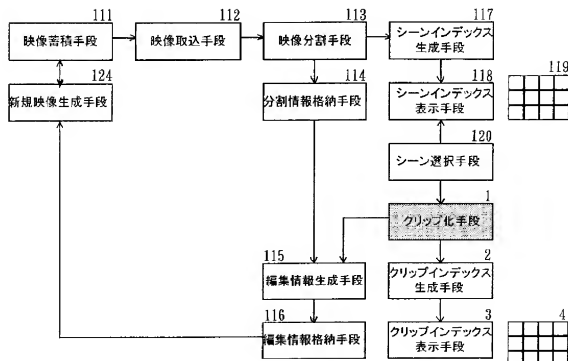 111
映像蓄積手段
112
映像取込手段
113
映像分割手段
117
シーンインデックス
生成手段
124
新規映像生成手段
114
分割情報格納手段
118
シーンインデックス
表示手段
119
120
シーン選択手段
1
クリップ化手段
115
編集情報生成手段
2
クリップインデックス
生成手段
116
編集情報格納手段
3
クリップインデックス
表示手段
4